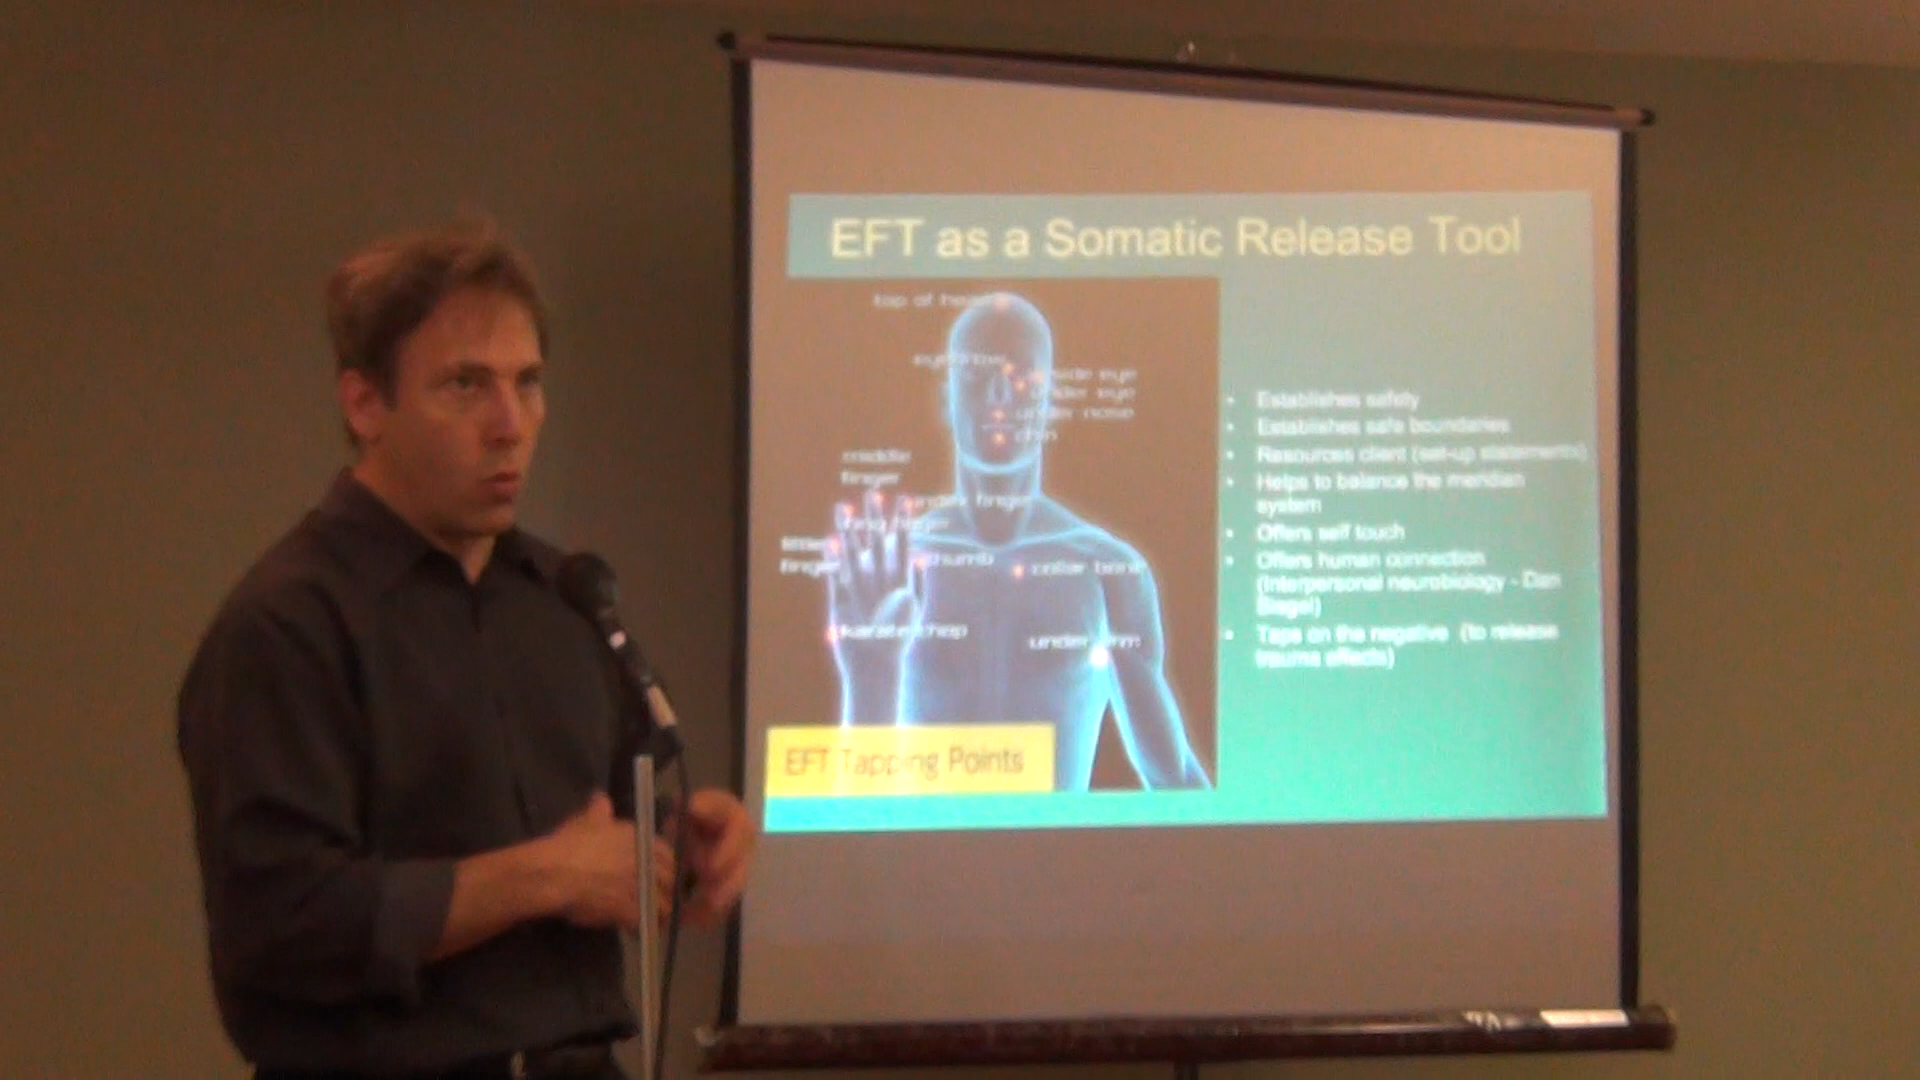 EFT as a Somatic Release Tool
top of head
eyebrow
side eye
under eye
under nose
chin
middle
finger
index finger
ring finger
little
finger
thumb
collar bone
karate chop
under arm
EFT Tapping Points
• Establishes safety
• Establishes safe boundaries
• Resources client (set-up statements)
• Helps to balance the meridian
system
• Offers self touch
• Offers human connection
(Interpersonal neurobiology - Dan
Siegel)
• Taps on the negative (to release
trauma effects)